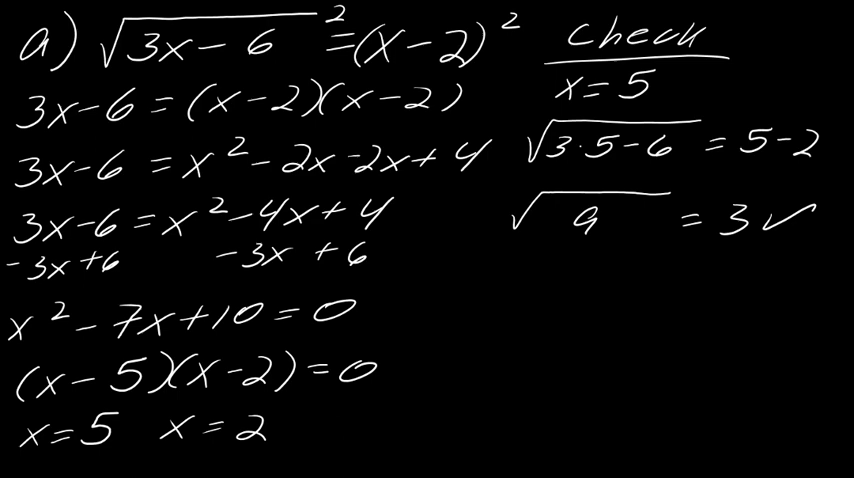 a) √(3x - 6)² = (x - 2)²
3x - 6 = (x - 2)(x - 2)
3x - 6 = x² - 2x - 2x + 4
3x - 6 = x² - 4x + 4
- 3x + 6 - 3x + 6
x² - 7x + 10 = 0
(x - 5)(x - 2) = 0
x = 5 x = 2
Check
x = 5
√(3·5 - 6) = 5 - 2
√9 = 3 ✓